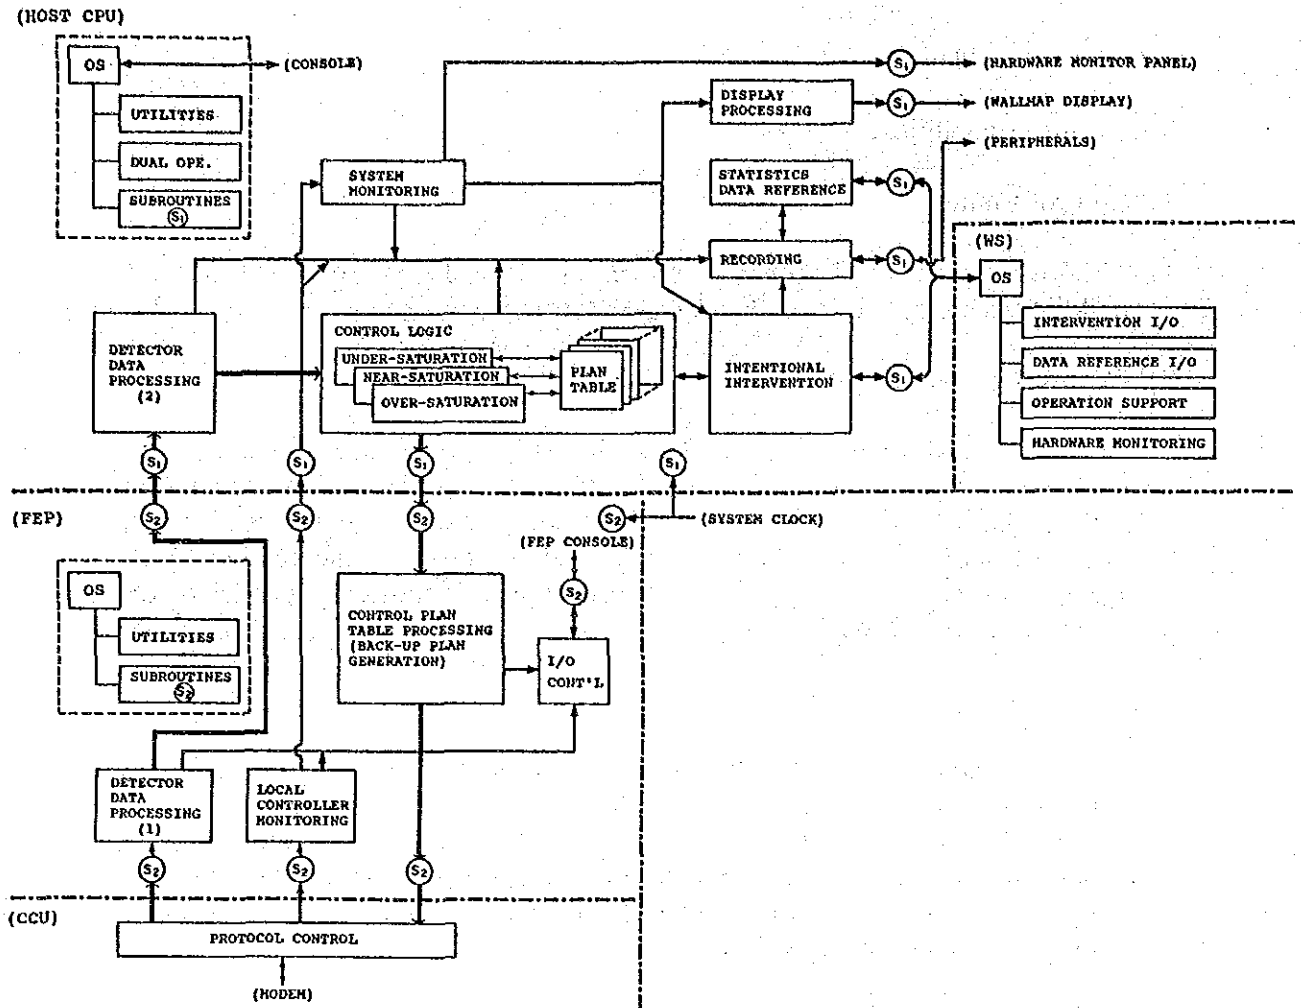 (HOST CPU)
OS
(CONSOLE)
UTILITIES
DUAL OPE.
SUBROUTINES
S1
SYSTEM
MONITORING
S1
(HARDWARE MONITOR PANEL)
DISPLAY
PROCESSING
S1
(WALLMAP DISPLAY)
(PERIPHERALS)
STATISTICS
DATA REFERENCE
S1
RECORDING
S1
(WS)
OS
INTERVENTION I/O
DATA REFERENCE I/O
OPERATION SUPPORT
HARDWARE MONITORING
DETECTOR
DATA
PROCESSING
(2)
CONTROL LOGIC
UNDER-SATURATION
NEAR-SATURATION
OVER-SATURATION
PLAN
TABLE
INTENTIONAL
INTERVENTION
S1
S1
S1
S1
S1
(FEP)
S2
S2
S2
S2
(SYSTEM CLOCK)
(FEP CONSOLE)
S2
OS
UTILITIES
SUBROUTINES
S2
CONTROL PLAN
TABLE PROCESSING
(BACK-UP PLAN
GENERATION)
I/O
CONT'L
DETECTOR
DATA
PROCESSING
(1)
LOCAL
CONTROLLER
MONITORING
S2
S2
S2
(CCU)
PROTOCOL CONTROL
(MODEM)